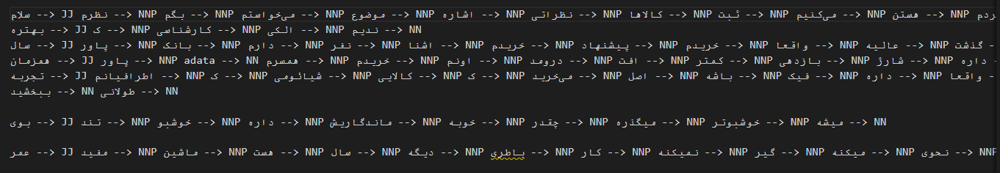 سلام --> JJ نظرم --> NNP بگم --> NNP می‌خواستم --> NNP موضوع --> NNP اشاره --> NNP نظراتی --> NNP کالاها --> NNP ثبت --> NNP می‌کنیم --> NNP هستن --> NNP
بهتره --> JJ ک --> NNP کارشناسی --> NNP الکی --> NNP ندیم --> NN
سال --> JJ پاور --> NNP بانک --> NNP دارم --> NNP نفر --> NNP اشنا --> NNP خریدم --> NNP پیشنهاد --> NNP خریدم --> NNP واقعا --> NNP عالیه --> NNP گذشت -
همزمان --> JJ پاور --> NNP adata --> NN همسرم --> NNP خریدم --> NNP اونم --> NNP درومد --> NNP افت --> NNP کمتر --> NNP بازدهی --> NNP شارژ --> NNP داره --
تجربه --> JJ اطرافیانم --> NNP ک --> NNP شیائومی --> NNP کالایی --> NNP ک --> NNP می‌خرید --> NNP اصل --> NNP باشه --> NNP فیک --> NNP داره --> NNP واقعا -
ببخشید --> NN طولانی --> NN
بوی --> JJ تند --> NNP خوشبو --> NNP داره --> NNP ماندگاریش --> NNP خوبه --> NNP چقدر --> NNP میگذره --> NNP خوشبوتر --> NNP میشه --> NN
عمر --> JJ مفید --> NNP ماشین --> NNP هست --> NNP سال --> NNP دیگه --> NNP باطری --> NNP کار --> NNP نمیکنه --> NNP گیر --> NNP میکنه --> NNP نحوی --> NNP